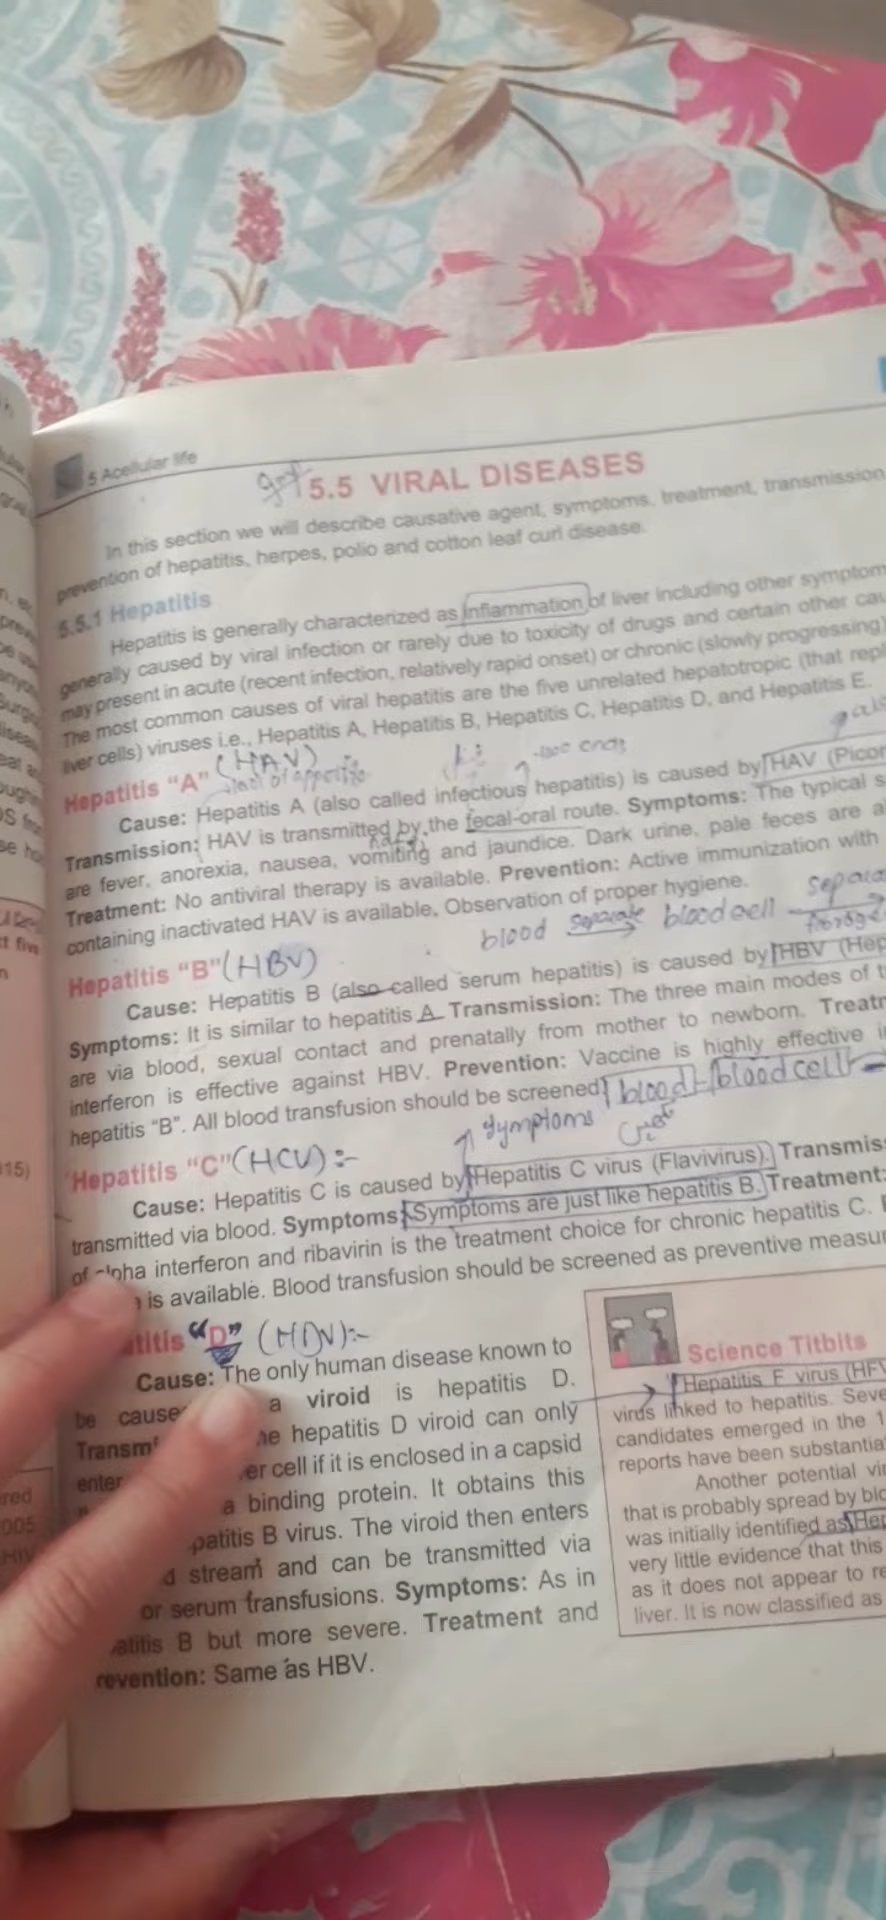 5 Acellular life
5.5 VIRAL DISEASES
In this section we will describe causative agent, symptoms, treatment, transmission
prevention of hepatitis, herpes, polio and cotton leaf curl disease.
5.5.1 Hepatitis
Hepatitis is generally characterized as inflammation of liver including other symptom
generally caused by viral infection or rarely due to toxicity of drugs and certain other cau
may present in acute (recent infection, relatively rapid onset) or chronic (slowly progressing)
The most common causes of viral hepatitis are the five unrelated hepatotropic (that repl
liver cells) viruses i.e., Hepatitis A, Hepatitis B, Hepatitis C, Hepatitis D, and Hepatitis E.
Hepatitis "A" (HAV)
lack of appetite
Cause: Hepatitis A (also called infectious hepatitis) is caused by HAV (Picor
Transmission: HAV is transmitted by the fecal-oral route. Symptoms: The typical s
are fever, anorexia, nausea, vomiting and jaundice. Dark urine, pale feces are a
Treatment: No antiviral therapy is available. Prevention: Active immunization with
containing inactivated HAV is available. Observation of proper hygiene.
blood separate blood cell separa
Hepatitis "B" (HBV)
Cause: Hepatitis B (also called serum hepatitis) is caused by HBV (Hep
Symptoms: It is similar to hepatitis A Transmission: The three main modes of t
are via blood, sexual contact and prenatally from mother to newborn. Treatr
interferon is effective against HBV. Prevention: Vaccine is highly effective i
hepatitis "B". All blood transfusion should be screened blood blood cell
symptoms
Hepatitis "C" (HCV):-
Cause: Hepatitis C is caused by Hepatitis C virus (Flavivirus). Transmis
transmitted via blood. Symptoms: Symptoms are just like hepatitis B. Treatment:
of alpha interferon and ribavirin is the treatment choice for chronic hepatitis C.
is available. Blood transfusion should be screened as preventive measu
titis "D" (HDV):-
Cause: The only human disease known to
be cause a viroid is hepatitis D.
Transm he hepatitis D viroid can only
enter er cell if it is enclosed in a capsid
a binding protein. It obtains this
patitis B virus. The viroid then enters
d stream and can be transmitted via
or serum transfusions. Symptoms: As in
atitis B but more severe. Treatment and
revention: Same as HBV.
Science Titbits
Hepatitis F virus (HFV
virus linked to hepatitis. Seve
candidates emerged in the 1
reports have been substantia
Another potential vir
that is probably spread by blo
was initially identified as Hep
very little evidence that this
as it does not appear to re
liver. It is now classified as